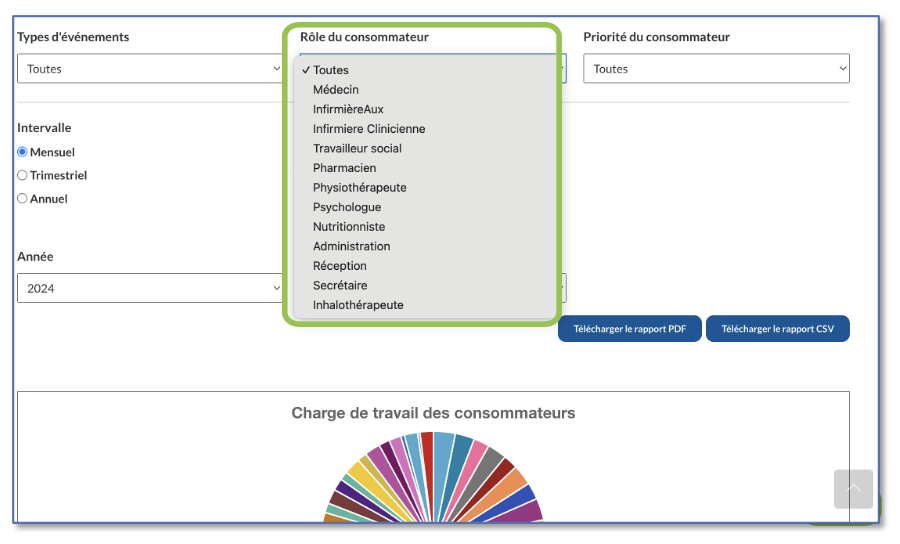 Types d'événements
Rôle du consommateur
Priorité du consommateur
Toutes
✓ Toutes
Toutes
Médecin
InfirmièreAux
Infirmiere Clinicienne
Travailleur social
Pharmacien
Physiothérapeute
Psychologue
Nutritionniste
Administration
Réception
Secrétaire
Inhalothérapeute
Intervalle
Mensuel
Trimestriel
Annuel
Année
2024
Télécharger le rapport PDF
Télécharger le rapport CSV
Charge de travail des consommateurs